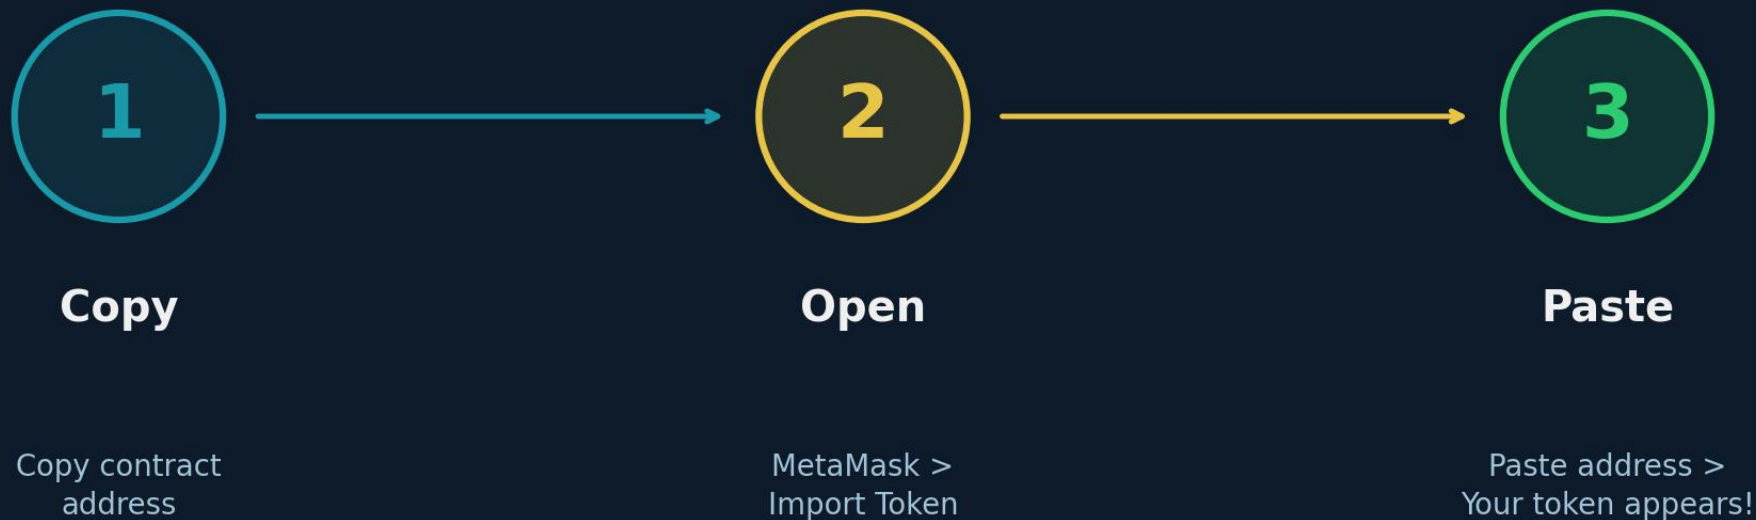 1
2
3
Copy
Open
Paste
Copy contract
address
MetaMask >
Import Token
Paste address >
Your token appears!